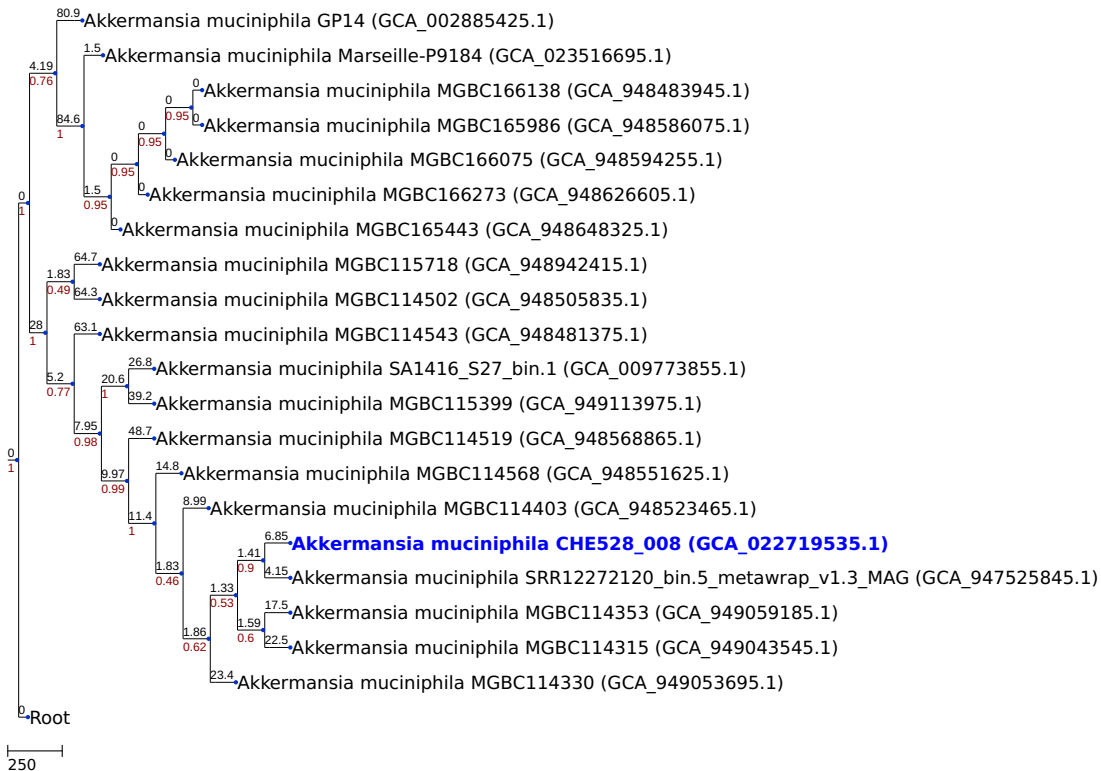 80.9 Akkermansia muciniphila GP14 (GCA_002885425.1)
1.5 Akkermansia muciniphila Marseille-P9184 (GCA_023516695.1)
4.19
0.76
0 Akkermansia muciniphila MGBC166138 (GCA_948483945.1)
0
0.95
84.6
1
0 Akkermansia muciniphila MGBC165986 (GCA_948586075.1)
0
0.95
0 Akkermansia muciniphila MGBC166075 (GCA_948594255.1)
0
0.95
1.5
0.95
0 Akkermansia muciniphila MGBC166273 (GCA_948626605.1)
0
1
0 Akkermansia muciniphila MGBC165443 (GCA_948648325.1)
64.7 Akkermansia muciniphila MGBC115718 (GCA_948942415.1)
1.83
0.49
64.3 Akkermansia muciniphila MGBC114502 (GCA_948505835.1)
28
1
63.1 Akkermansia muciniphila MGBC114543 (GCA_948481375.1)
26.8 Akkermansia muciniphila SA1416_S27_bin.1 (GCA_009773855.1)
5.2
0.77
20.6
1
39.2 Akkermansia muciniphila MGBC115399 (GCA_949113975.1)
7.95
0.98
48.7 Akkermansia muciniphila MGBC114519 (GCA_948568865.1)
0
1
9.97
0.99
14.8 Akkermansia muciniphila MGBC114568 (GCA_948551625.1)
8.99 Akkermansia muciniphila MGBC114403 (GCA_948523465.1)
11.4
1
6.85 Akkermansia muciniphila CHE528_008 (GCA_022719535.1)
1.41
0.9
1.83
0.46
4.15 Akkermansia muciniphila SRR12272120_bin.5_metawrap_v1.3_MAG (GCA_947525845.1)
1.33
0.53
17.5 Akkermansia muciniphila MGBC114353 (GCA_949059185.1)
1.59
0.6
1.86
0.62
22.5 Akkermansia muciniphila MGBC114315 (GCA_949043545.1)
23.4 Akkermansia muciniphila MGBC114330 (GCA_949053695.1)
0 Root
250